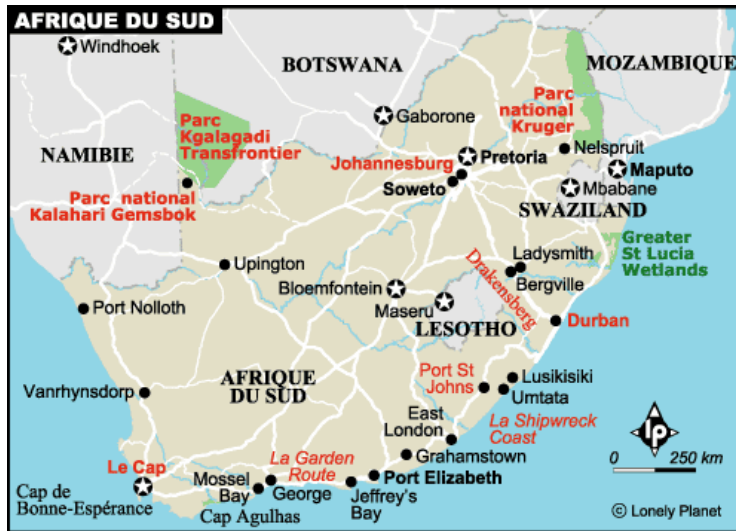 AFRIQUE DU SUD
Windhoek
BOTSWANA
MOZAMBIQUE
Gaborone
Parc
national
Kruger
Parc
Kgalagadi
Transfrontier
NAMIBIE
Johannesburg
Pretoria
Nelspruit
Maputo
Soweto
Mbabane
Parc national
Kalahari Gemsbok
SWAZILAND
Greater
St Lucia
Wetlands
Upington
Ladysmith
Bergville
Drakensberg
Bloemfontein
Maseru
LESOTHO
Port Nolloth
Durban
AFRIQUE
DU SUD
Port St
Johns
Lusikisiki
Umtata
Vanrhynsdorp
La Shipwreck
Coast
East
London
Grahamstown
La Garden
Route
Le Cap
Mossel
Bay
George
Port Elizabeth
Jeffrey's
Bay
Cap de
Bonne-Espérance
Cap Agulhas
lp
0 250 km
© Lonely Planet